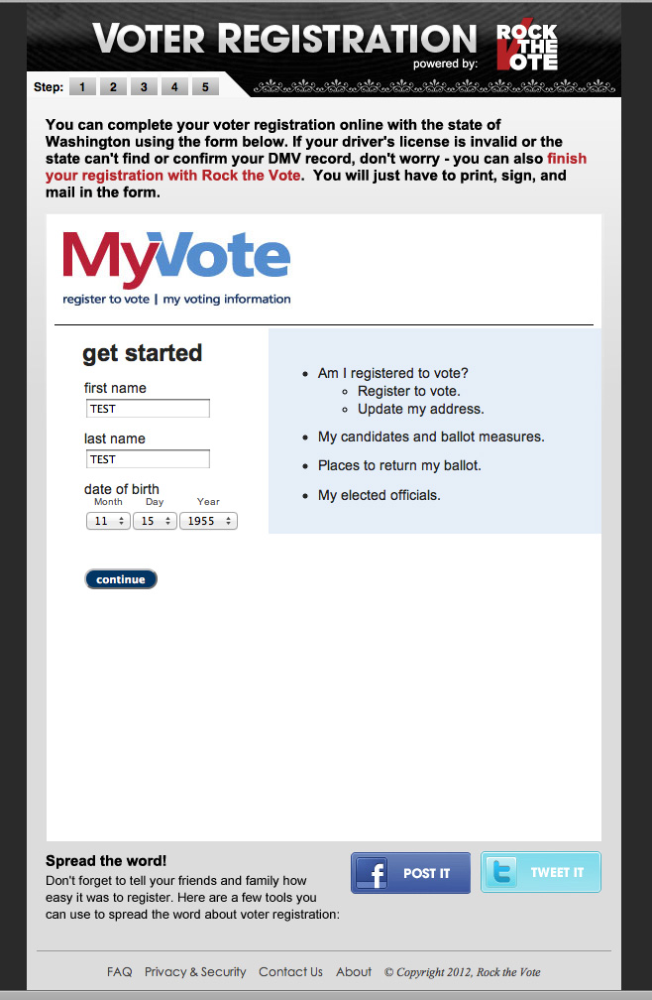 VOTER REGISTRATION
powered by:
ROCK
THE
VOTE
Step: 1 2 3 4 5
You can complete your voter registration online with the state of
Washington using the form below. If your driver's license is invalid or the
state can't find or confirm your DMV record, don't worry - you can also finish
your registration with Rock the Vote. You will just have to print, sign, and
mail in the form.
MyVote
register to vote | my voting information
get started
first name
TEST
last name
TEST
date of birth
Month Day Year
11 15 1955
continue
Am I registered to vote?
Register to vote.
Update my address.
My candidates and ballot measures.
Places to return my ballot.
My elected officials.
Spread the word!
Don't forget to tell your friends and family how
easy it was to register. Here are a few tools you
can use to spread the word about voter registration:
f POST IT
t TWEET IT
FAQ Privacy & Security Contact Us About © Copyright 2012, Rock the Vote